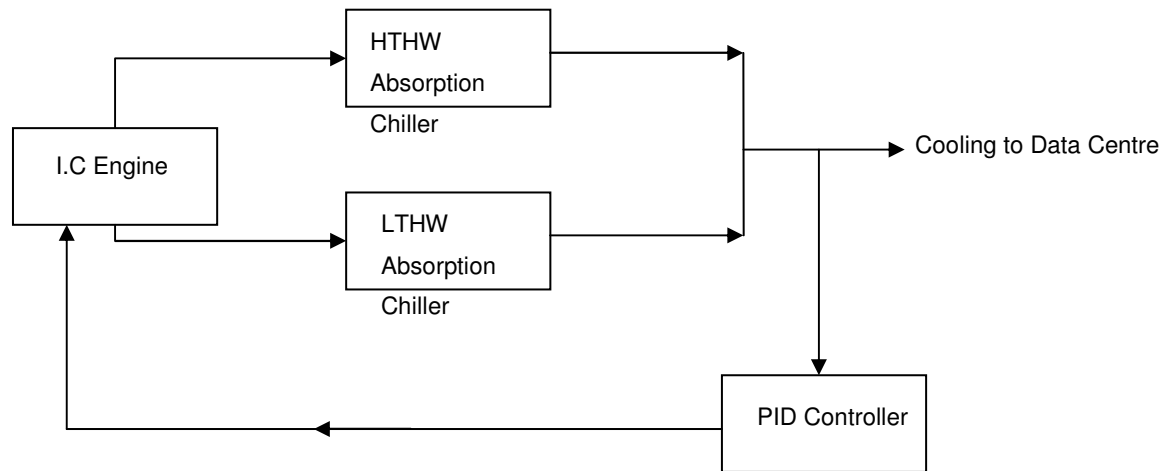 HTHW
Absorption
Chiller
I.C Engine
Cooling to Data Centre
LTHW
Absorption
Chiller
PID Controller